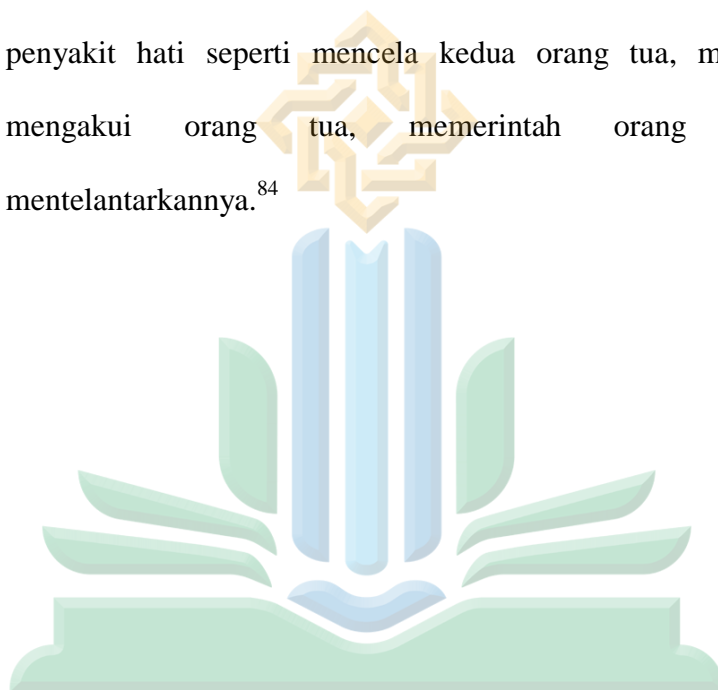 penyakit hati seperti mencela kedua orang tua,
mengakui orang tua, memerintah orang
mentelantarkannya.84